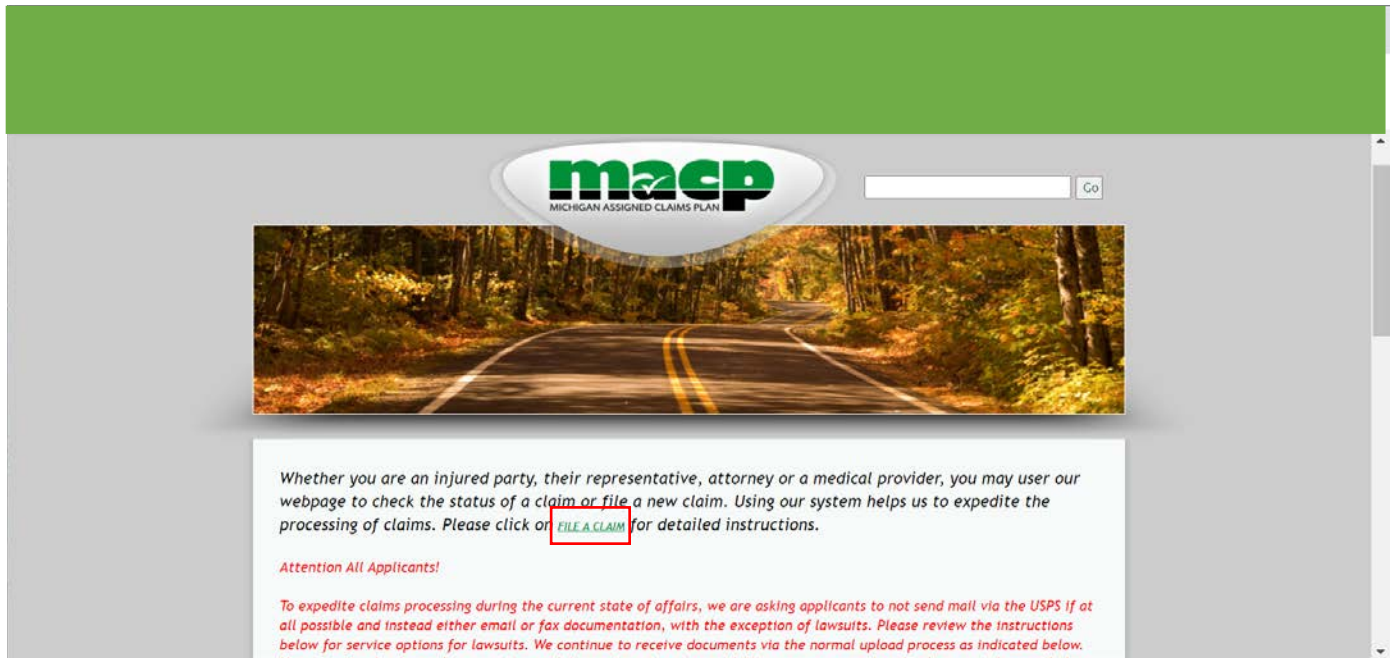 macp
MICHIGAN ASSIGNED CLAIMS PLAN
Go
Whether you are an injured party, their representative, attorney or a medical provider, you may user our
webpage to check the status of a claim or file a new claim. Using our system helps us to expedite the
processing of claims. Please click on FILE A CLAIM for detailed instructions.
Attention All Applicants!
To expedite claims processing during the current state of affairs, we are asking applicants to not send mail via the USPS if at
all possible and instead either email or fax documentation, with the exception of lawsuits. Please review the instructions
below for service options for lawsuits. We continue to receive documents via the normal upload process as indicated below.